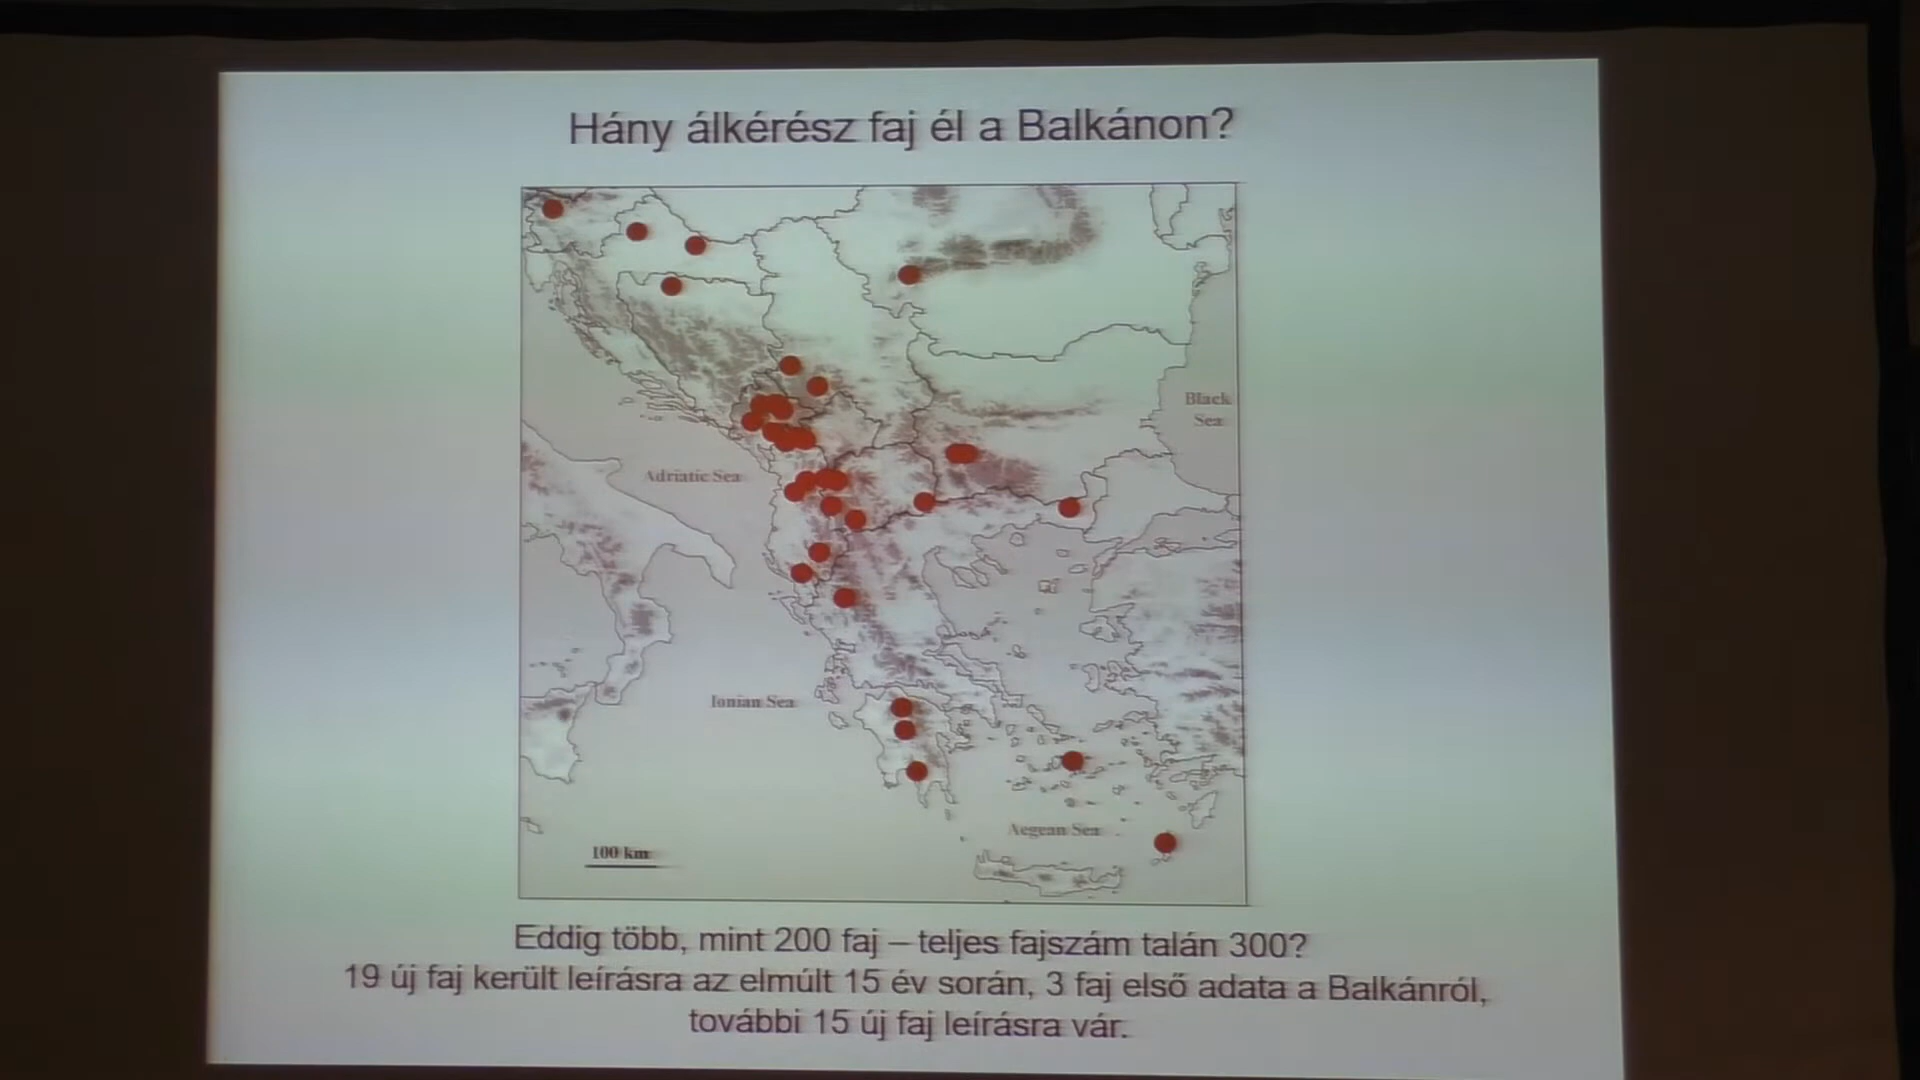 Hány álkérész faj él a Balkánon?
Black
Sea
Adriatic Sea
Ionian Sea
Aegean Sea
100 km
Eddig több, mint 200 faj – teljes fajszám talán 300?
19 új faj került leírásra az elmúlt 15 év során, 3 faj első adata a Balkánról,
további 15 új faj leírásra vár.